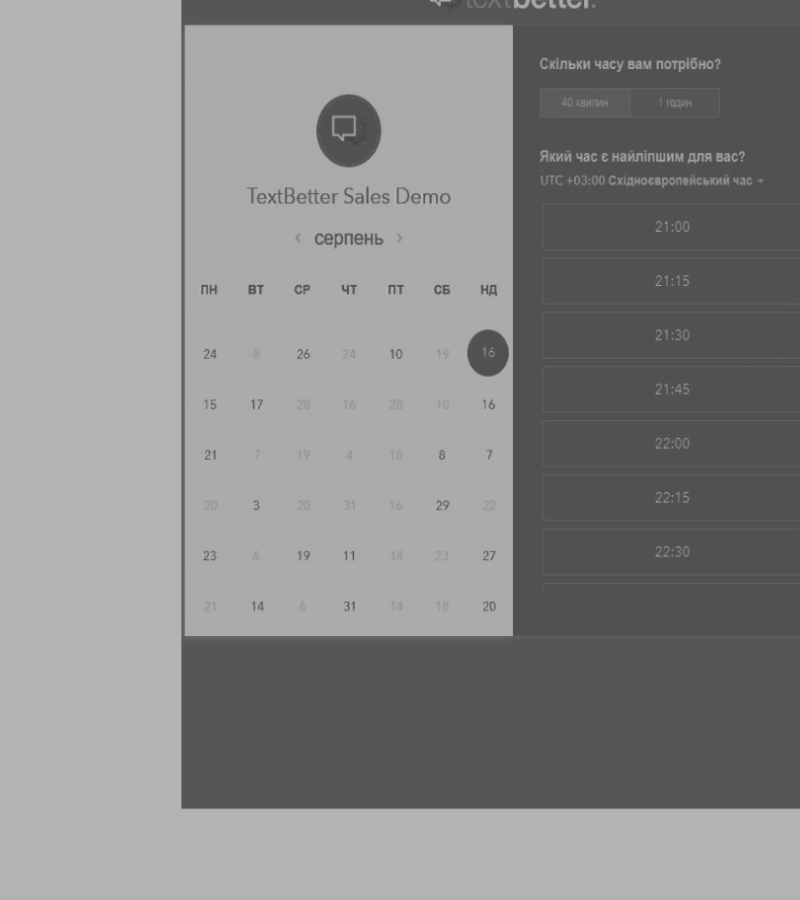 textbetter.
TextBetter Sales Demo
‹ серпень ›
ПН ВТ СР ЧТ ПТ СБ НД
24 8 26 24 10 19 16
15 17 28 16 28 10 16
21 7 19 4 18 8 7
20 3 20 31 16 29 22
23 6 19 11 14 23 27
21 14 6 31 14 18 20
Скільки часу вам потрібно?
40 хвилин 1 годин
Який час є найліпшим для вас?
UTC +03:00 Східноєвропейський час
21:00
21:15
21:30
21:45
22:00
22:15
22:30